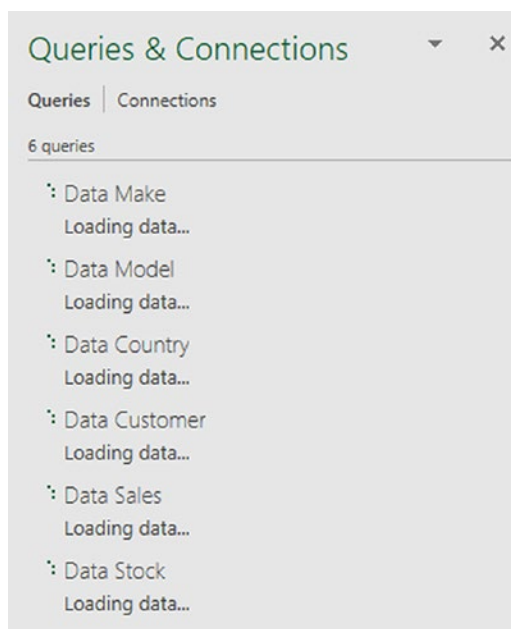 Queries & Connections
Queries | Connections
6 queries
Data Make
Loading data...
Data Model
Loading data...
Data Country
Loading data...
Data Customer
Loading data...
Data Sales
Loading data...
Data Stock
Loading data...